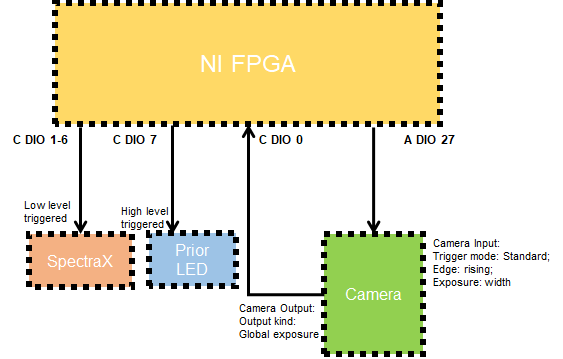 NI FPGA
C DIO 1-6
C DIO 7
C DIO 0
A DIO 27
Low level
triggered
High level
triggered
SpectraX
Prior
LED
Camera
Camera Input:
Trigger mode: Standard;
Edge: rising;
Exposure: width
Camera Output:
Output kind:
Global exposure